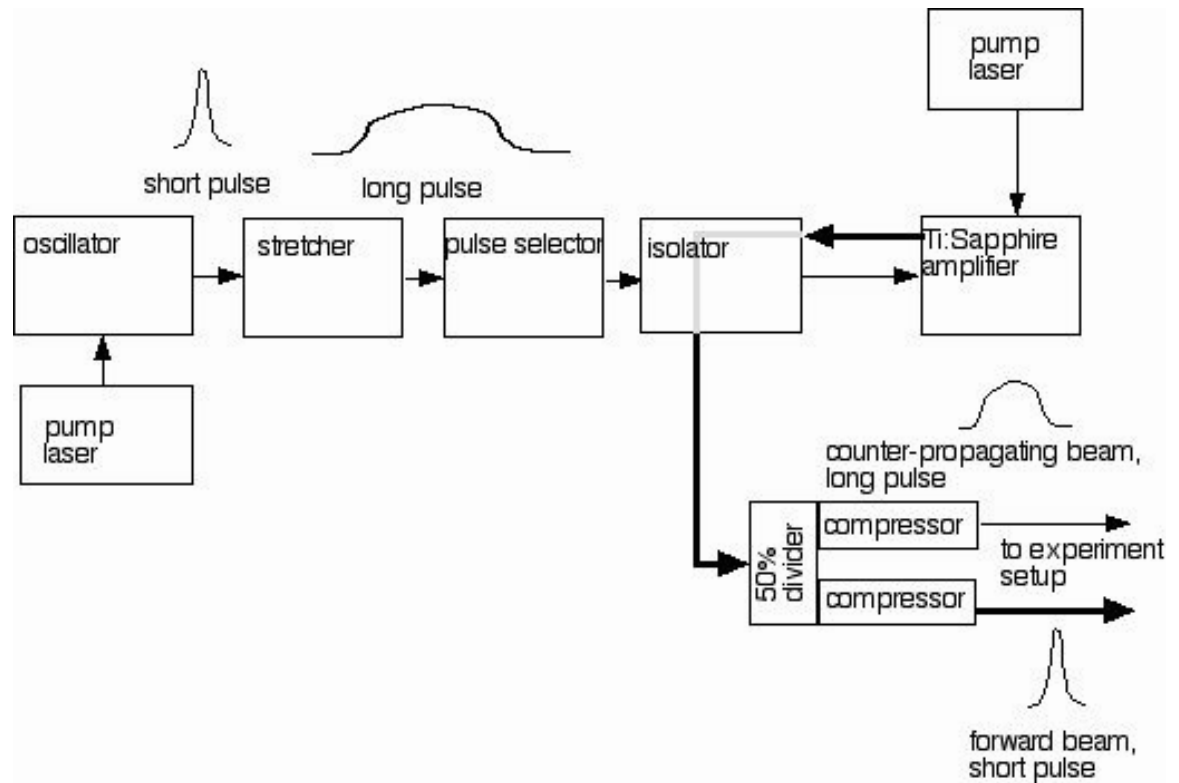 pump
laser
short pulse
long pulse
oscillator
stretcher
pulse selector
isolator
Ti:Sapphire
amplifier
pump
laser
counter-propagating beam,
long pulse
50%
divider
compressor
to experiment
setup
compressor
forward beam,
short pulse